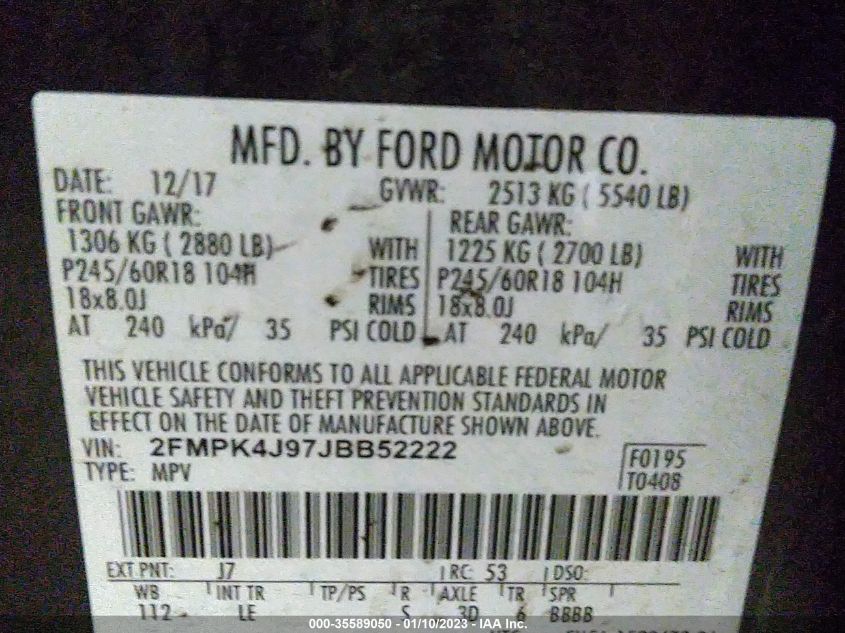 MFD. BY FORD MOTOR CO.
DATE: 12/17 GVWR: 2513 KG ( 5540 LB)
FRONT GAWR: REAR GAWR:
1306 KG ( 2880 LB) WITH 1225 KG ( 2700 LB) WITH
P245/60R18 104H TIRES P245/60R18 104H TIRES
18x8.0J RIMS 18x8.0J RIMS
AT 240 kPa/ 35 PSI COLD AT 240 kPa/ 35 PSI COLD
THIS VEHICLE CONFORMS TO ALL APPLICABLE FEDERAL MOTOR
VEHICLE SAFETY AND THEFT PREVENTION STANDARDS IN
EFFECT ON THE DATE OF MANUFACTURE SHOWN ABOVE.
VIN: 2FMPK4J97JBB52222 F0195
TYPE: MPV T0408
EXT PNT: J7 RC: 53 DSO:
WB INT TR TP/PS R AXLE TR SPR
112 LE S 3D 6 BBBB
000-35589050 - 01/10/2023 - IAA Inc.